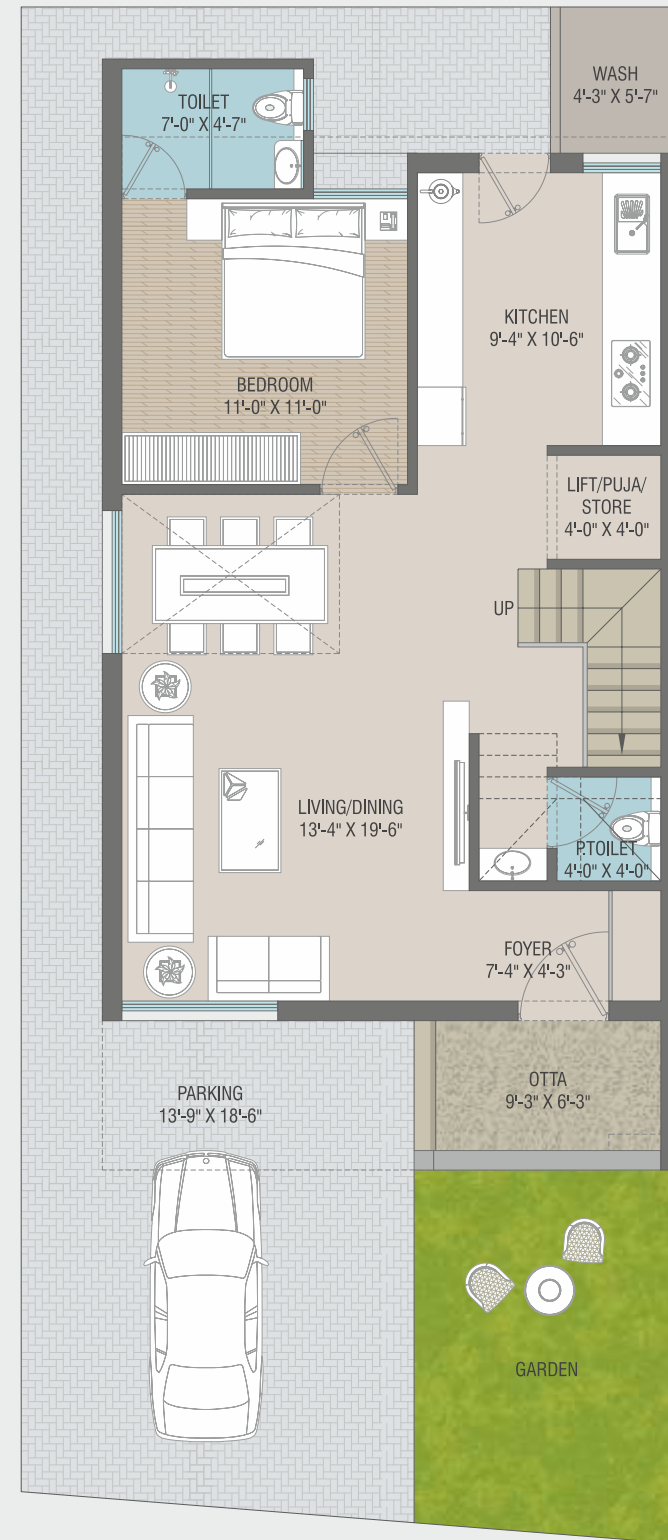 WASH
4'-3" X 5'-7"
TOILET
7'-0" X 4'-7"
KITCHEN
9'-4" X 10'-6"
BEDROOM
11'-0" X 11'-0"
LIFT/PUJA/
STORE
4'-0" X 4'-0"
UP
LIVING/DINING
13'-4" X 19'-6"
P.TOILET
4'-0" X 4'-0"
FOYER
7'-4" X 4'-3"
OTTA
9'-3" X 6'-3"
PARKING
13'-9" X 18'-6"
GARDEN